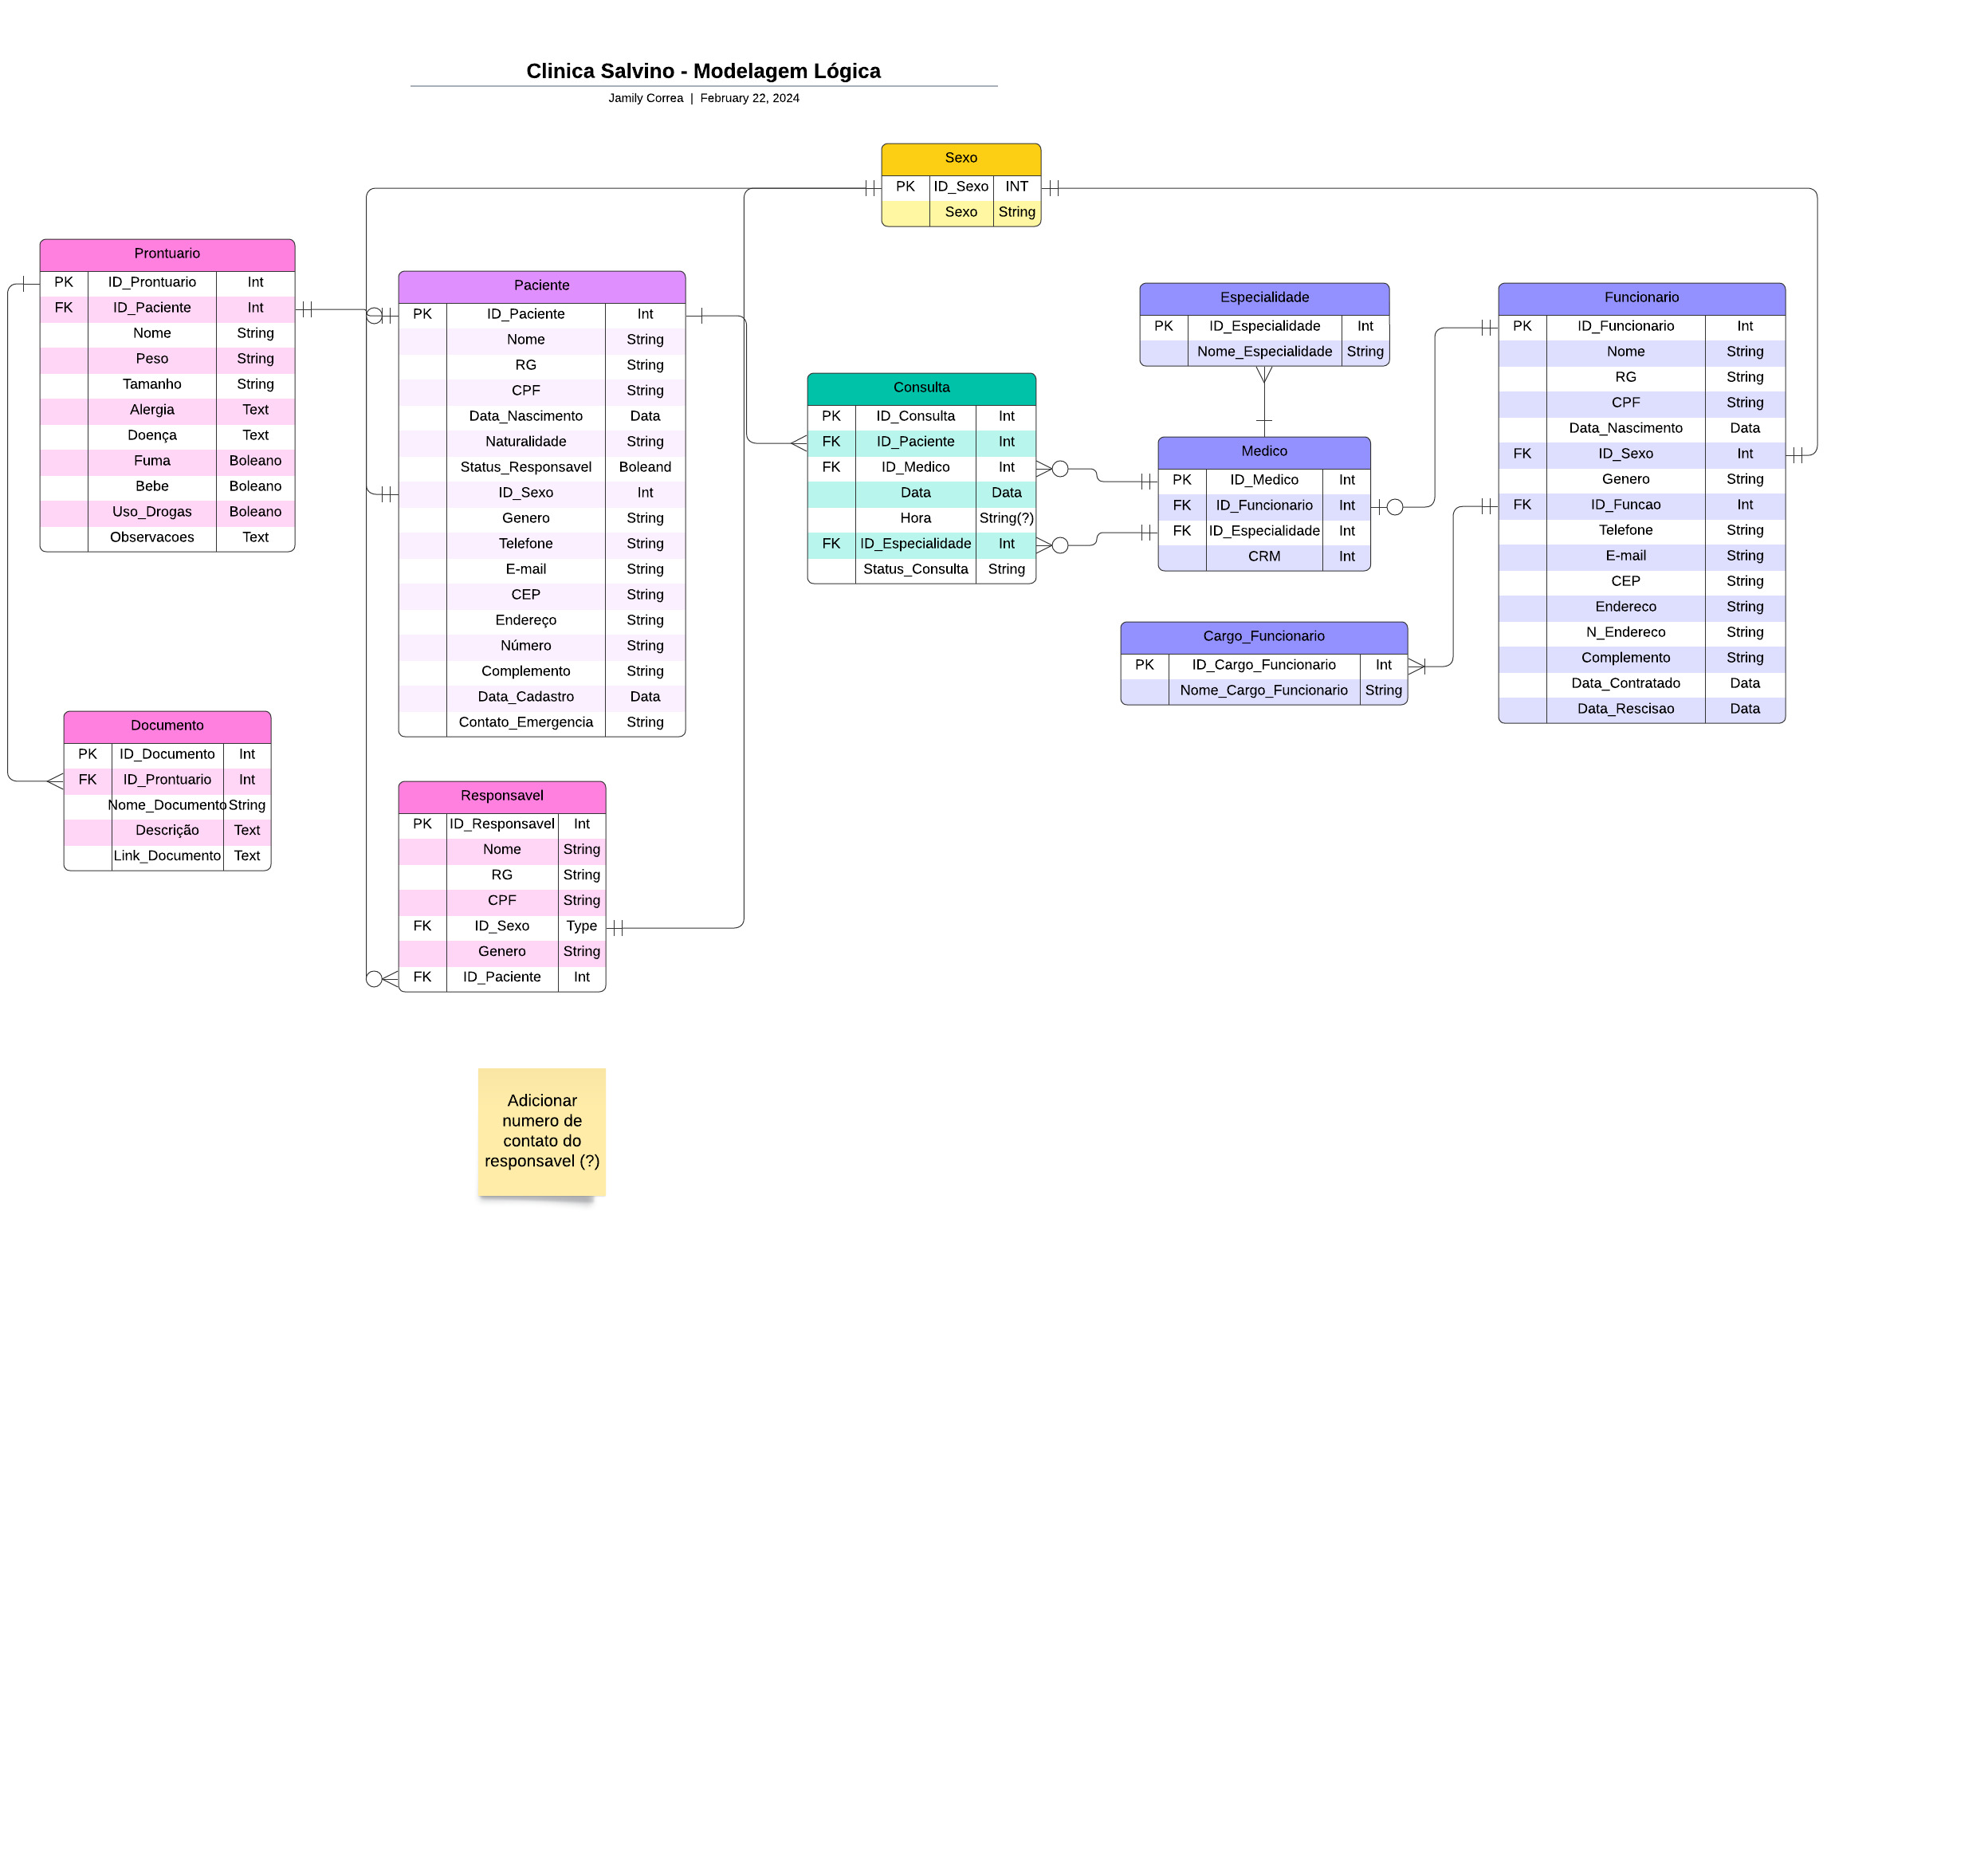 Clinica Salvino - Modelagem Lógica
Jamily Correa | February 22, 2024
Sexo
PK ID_Sexo INT
Sexo String
Prontuario
PK ID_Prontuario Int
FK ID_Paciente Int
Nome String
Peso String
Tamanho String
Alergia Text
Doença Text
Fuma Boleano
Bebe Boleano
Uso_Drogas Boleano
Observacoes Text
Paciente
PK ID_Paciente Int
Nome String
RG String
CPF String
Data_Nascimento Data
Naturalidade String
Status_Responsavel Boleand
ID_Sexo Int
Genero String
Telefone String
E-mail String
CEP String
Endereço String
Número String
Complemento String
Data_Cadastro Data
Contato_Emergencia String
Consulta
PK ID_Consulta Int
FK ID_Paciente Int
FK ID_Medico Int
Data Data
Hora String(?)
FK ID_Especialidade Int
Status_Consulta String
Especialidade
PK ID_Especialidade Int
Nome_Especialidade String
Medico
PK ID_Medico Int
FK ID_Funcionario Int
FK ID_Especialidade Int
CRM Int
Cargo_Funcionario
PK ID_Cargo_Funcionario Int
Nome_Cargo_Funcionario String
Funcionario
PK ID_Funcionario Int
Nome String
RG String
CPF String
Data_Nascimento Data
FK ID_Sexo Int
Genero String
FK ID_Funcao Int
Telefone String
E-mail String
CEP String
Endereco String
N_Endereco String
Complemento String
Data_Contratado Data
Data_Rescisao Data
Documento
PK ID_Documento Int
FK ID_Prontuario Int
Nome_Documento String
Descrição Text
Link_Documento Text
Responsavel
PK ID_Responsavel Int
Nome String
RG String
CPF String
FK ID_Sexo Type
Genero String
FK ID_Paciente Int
Adicionar
numero de
contato do
responsavel (?)